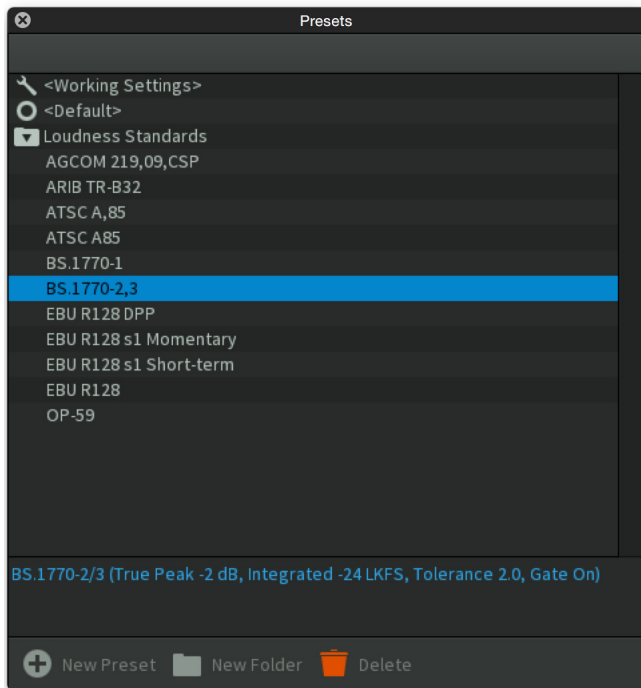 Presets
<Working Settings>
<Default>
Loudness Standards
AGCOM 219,09,CSP
ARIB TR-B32
ATSC A,85
ATSC A85
BS.1770-1
BS.1770-2,3
EBU R128 DPP
EBU R128 s1 Momentary
EBU R128 s1 Short-term
EBU R128
OP-59
BS.1770-2/3 (True Peak -2 dB, Integrated -24 LKFS, Tolerance 2.0, Gate On)
New Preset New Folder Delete